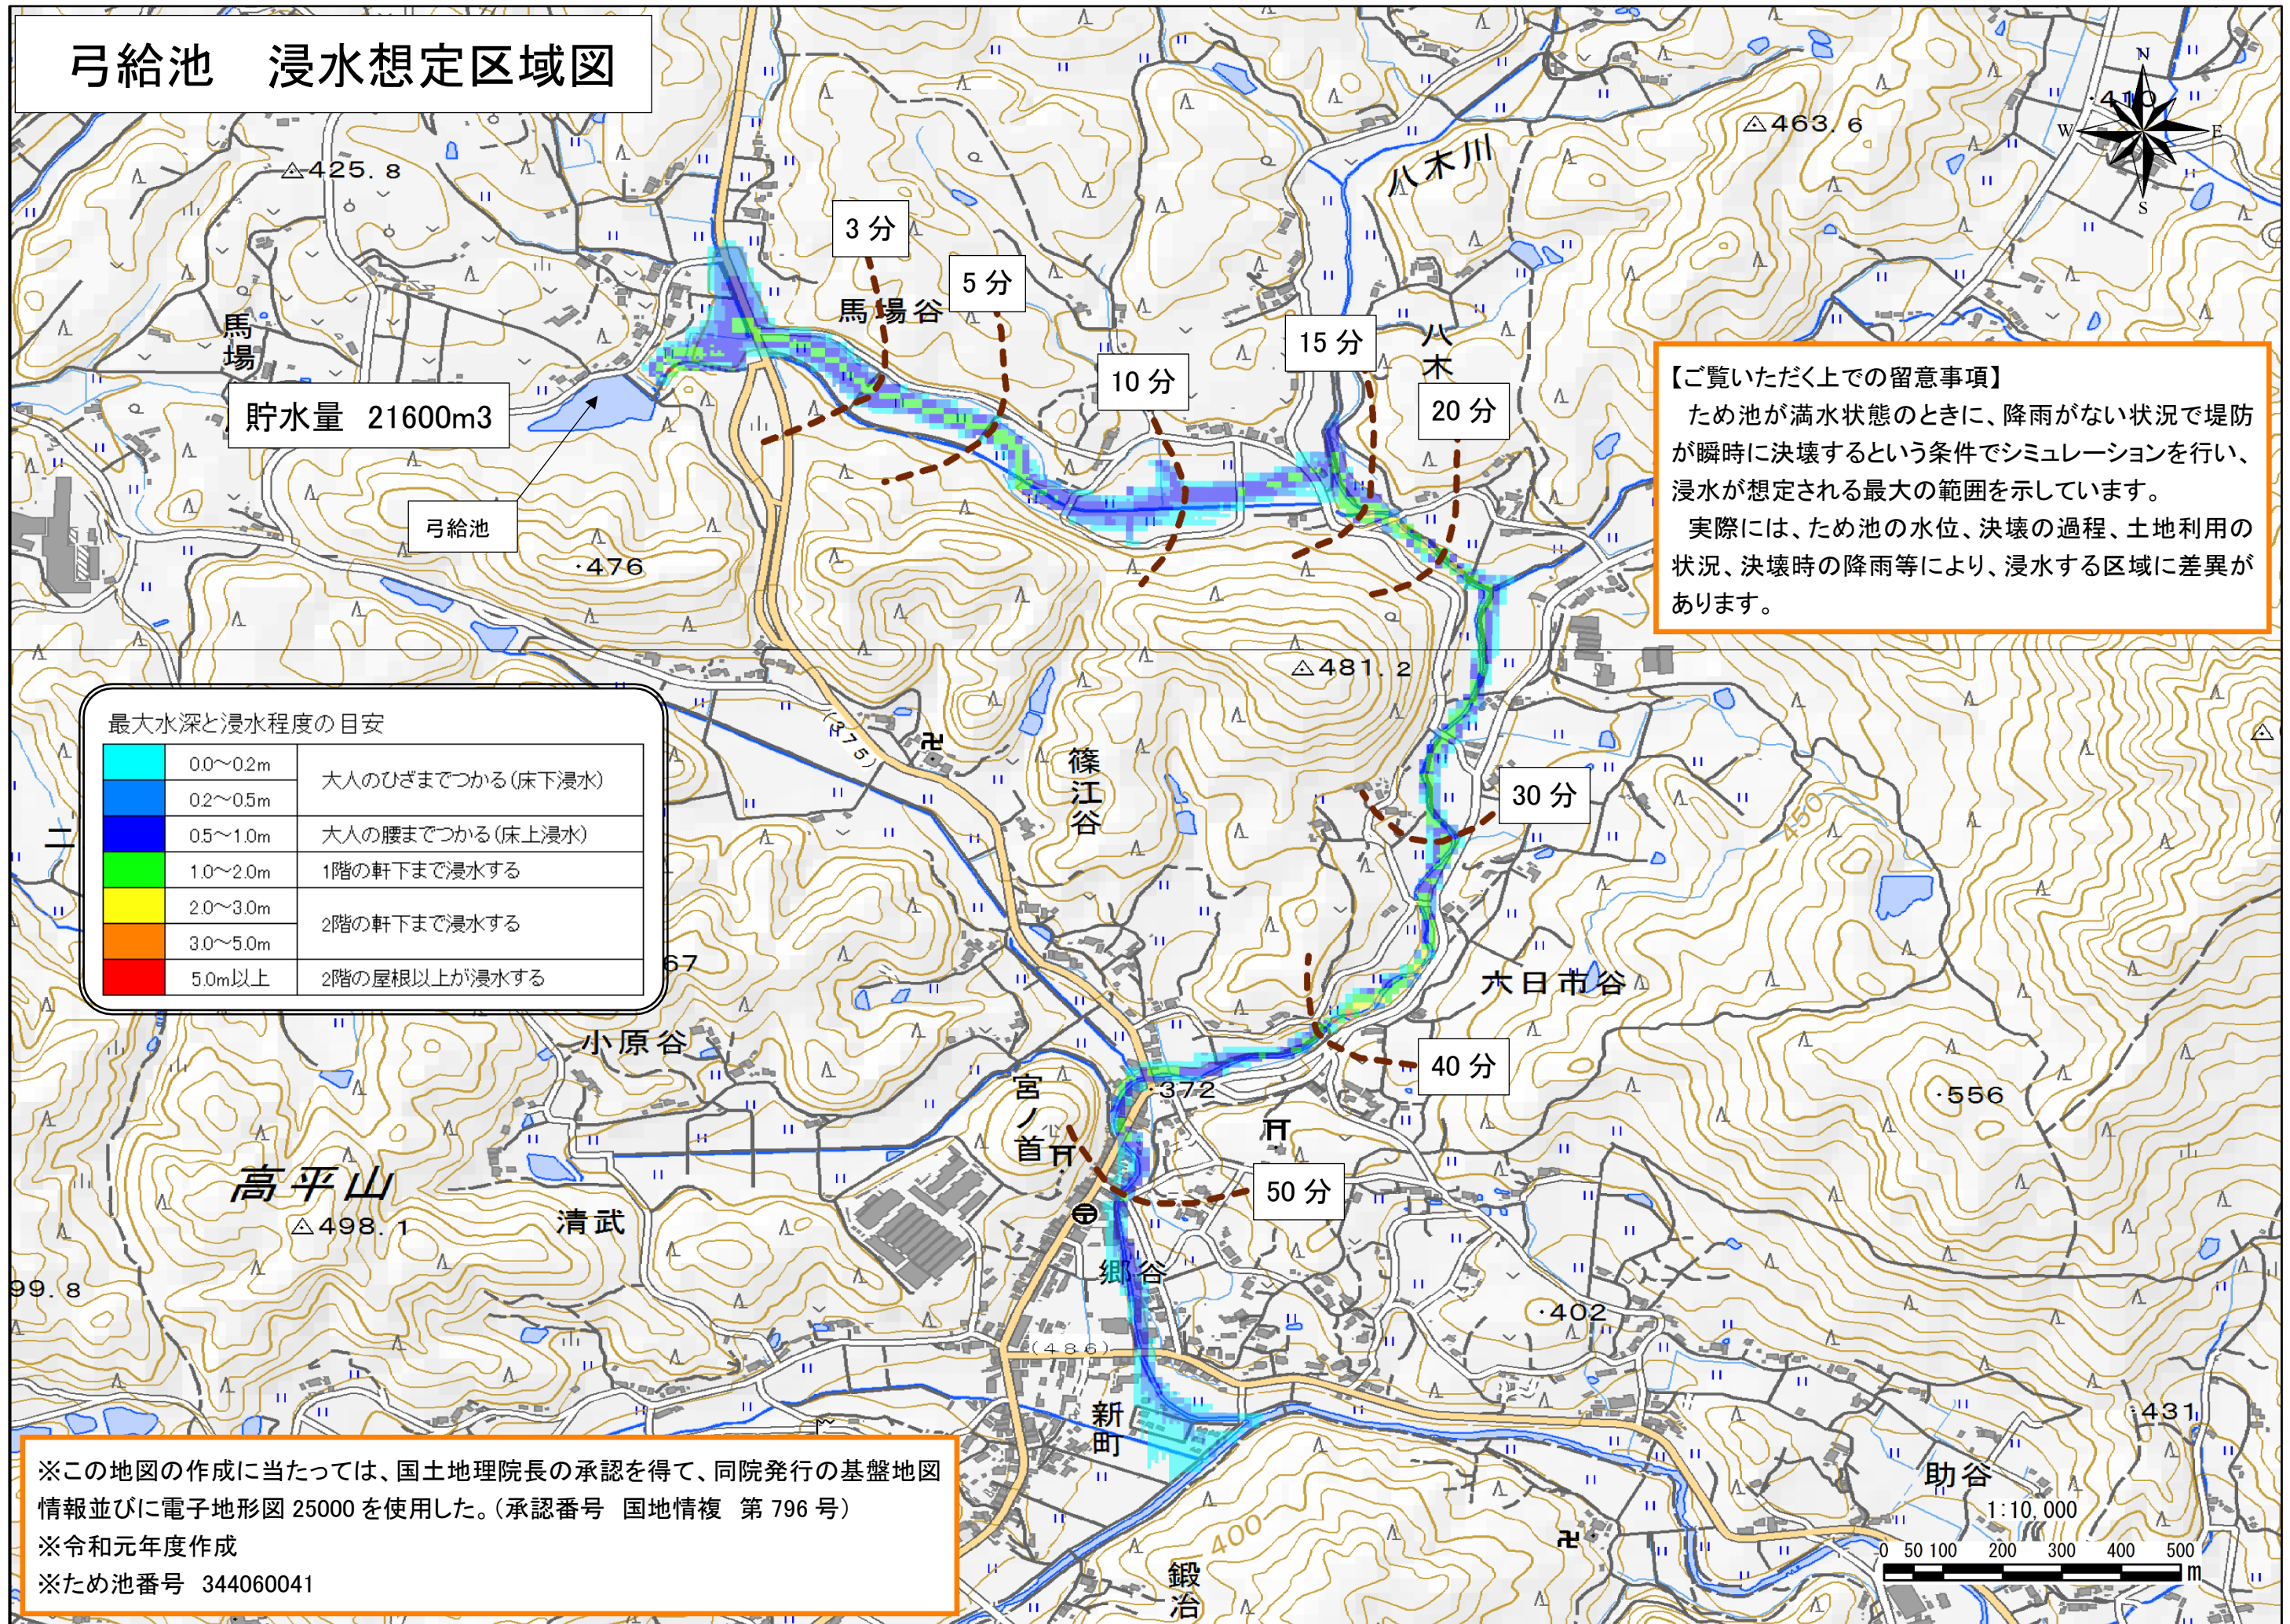 弓給池　浸水想定区域図
410
N
W
E
S
463.6
八木川
425.8
3 分
5 分
馬場谷
馬場
15 分
八木
10 分
20 分
【ご覧いただく上での留意事項】
ため池が満水状態のときに、降雨がない状況で堤防
が瞬時に決壊するという条件でシミュレーションを行い、
浸水が想定される最大の範囲を示しています。
実際には、ため池の水位、決壊の過程、土地利用の
状況、決壊時の降雨等により、浸水する区域に差異が
あります。
貯水量　21600m3
弓給池
476
481.2
最大水深と浸水程度の目安
0.0～0.2m
大人のひざまでつかる(床下浸水)
0.2～0.5m
0.5～1.0m 大人の腰までつかる(床上浸水)
1.0～2.0m 1階の軒下まで浸水する
2.0～3.0m
2階の軒下まで浸水する
3.0～5.0m
5.0m以上 2階の屋根以上が浸水する
(375)
篠江谷
30 分
450
二
67
六日市谷
小原谷
40 分
宮ノ首
372
556
高平山
498.1
清武
50 分
99.8
郷谷
402
(486)
新町
431
助谷
400
鍛冶
※この地図の作成に当たっては、国土地理院長の承認を得て、同院発行の基盤地図
情報並びに電子地形図 25000 を使用した。（承認番号　国地情複　第 796 号）
※令和元年度作成
※ため池番号　344060041
1:10,000
0 50 100 200 300 400 500
m